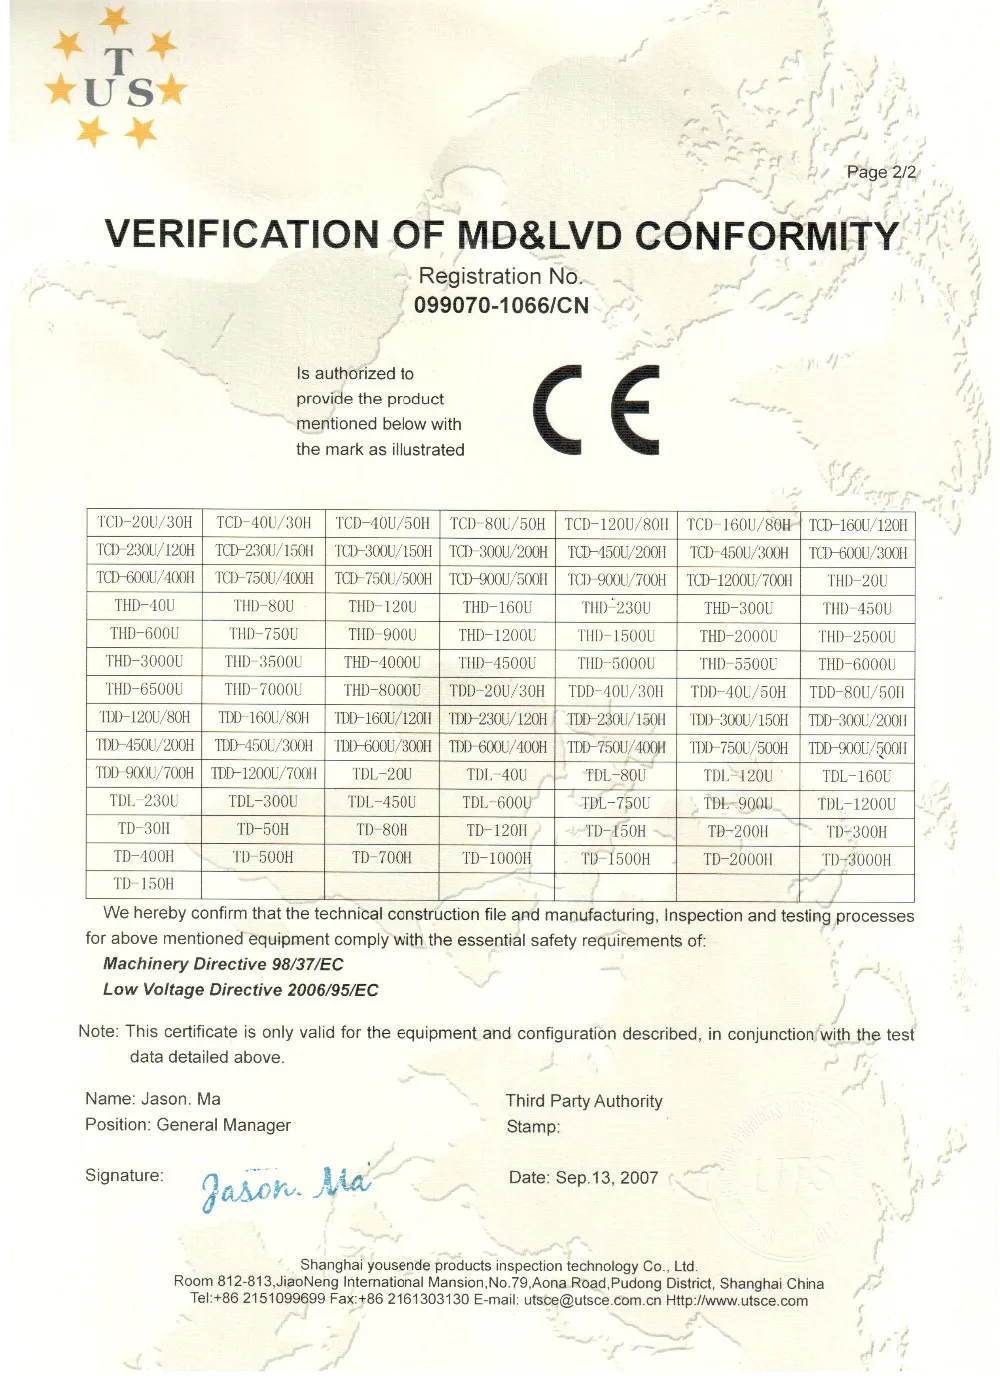 T
U S
Page 2/2
VERIFICATION OF MD&LVD CONFORMITY
Registration No.
099070-1066/CN
Is authorized to
provide the product
mentioned below with
the mark as illustrated
CE
TCD-20U/30H TCD-40U/30H TCD-40U/50H TCD-80U/50H TCD-120U/80H TCD-160U/80H TCD-160U/120H
TCD-230U/120H TCD-230U/150H TCD-300U/150H TCD-300U/200H TCD-450U/200H TCD-450U/300H TCD-600U/300H
TCD-600U/400H TCD-750U/400H TCD-750U/500H TCD-900U/500H TCD-900U/700H TCD-1200U/700H THD-20U
THD-40U THD-80U THD-120U THD-160U THD-230U THD-300U THD-450U
THD-600U THD-750U THD-900U THD-1200U THD-1500U THD-2000U THD-2500U
THD-3000U THD-3500U THD-4000U THD-4500U THD-5000U THD-5500U THD-6000U
THD-6500U THD-7000U THD-8000U TDD-20U/30H TDD-40U/30H TDD-40U/50H TDD-80U/50H
TDD-120U/80H TDD-160U/80H TDD-160U/120H TDD-230U/120H TDD-230U/150H TDD-300U/150H TDD-300U/200H
TDD-450U/200H TDD-450U/300H TDD-600U/300H TDD-600U/400H TDD-750U/400H TDD-750U/500H TDD-900U/500H
TDD-900U/700H TDD-1200U/700H TDL-20U TDL-40U TDL-80U TDL-120U TDL-160U
TDL-230U TDL-300U TDL-450U TDL-600U TDL-750U TDL-900U TDL-1200U
TD-30H TD-50H TD-80H TD-120H TD-150H TD-200H TD-300H
TD-400H TD-500H TD-700H TD-1000H TD-1500H TD-2000H TD-3000H
TD-150H
We hereby confirm that the technical construction file and manufacturing, Inspection and testing processes
for above mentioned equipment comply with the essential safety requirements of:
Machinery Directive 98/37/EC
Low Voltage Directive 2006/95/EC
Note: This certificate is only valid for the equipment and configuration described, in conjunction with the test
data detailed above.
Name: Jason. Ma
Third Party Authority
Position: General Manager
Stamp:
Signature: Jason. Ma
Date: Sep.13, 2007
Shanghai yousende products inspection technology Co., Ltd.
Room 812-813,JiaoNeng International Mansion,No.79,Aona Road,Pudong District, Shanghai China
Tel:+86 2151099699 Fax:+86 2161303130 E-mail: utsce@utsce.com.cn Http://www.utsce.com